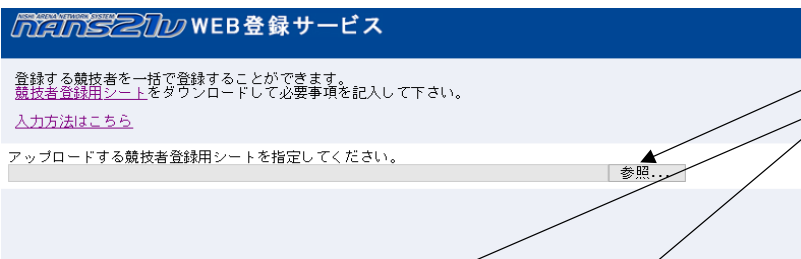 NISHI ARENA NETWORK SYSTEM
nans21V WEB登録サービス
登録する競技者を一括で登録することができます。
競技者登録用シートをダウンロードして必要事項を記入して下さい。
入力方法はこちら
アップロードする競技者登録用シートを指定してください。
参照...